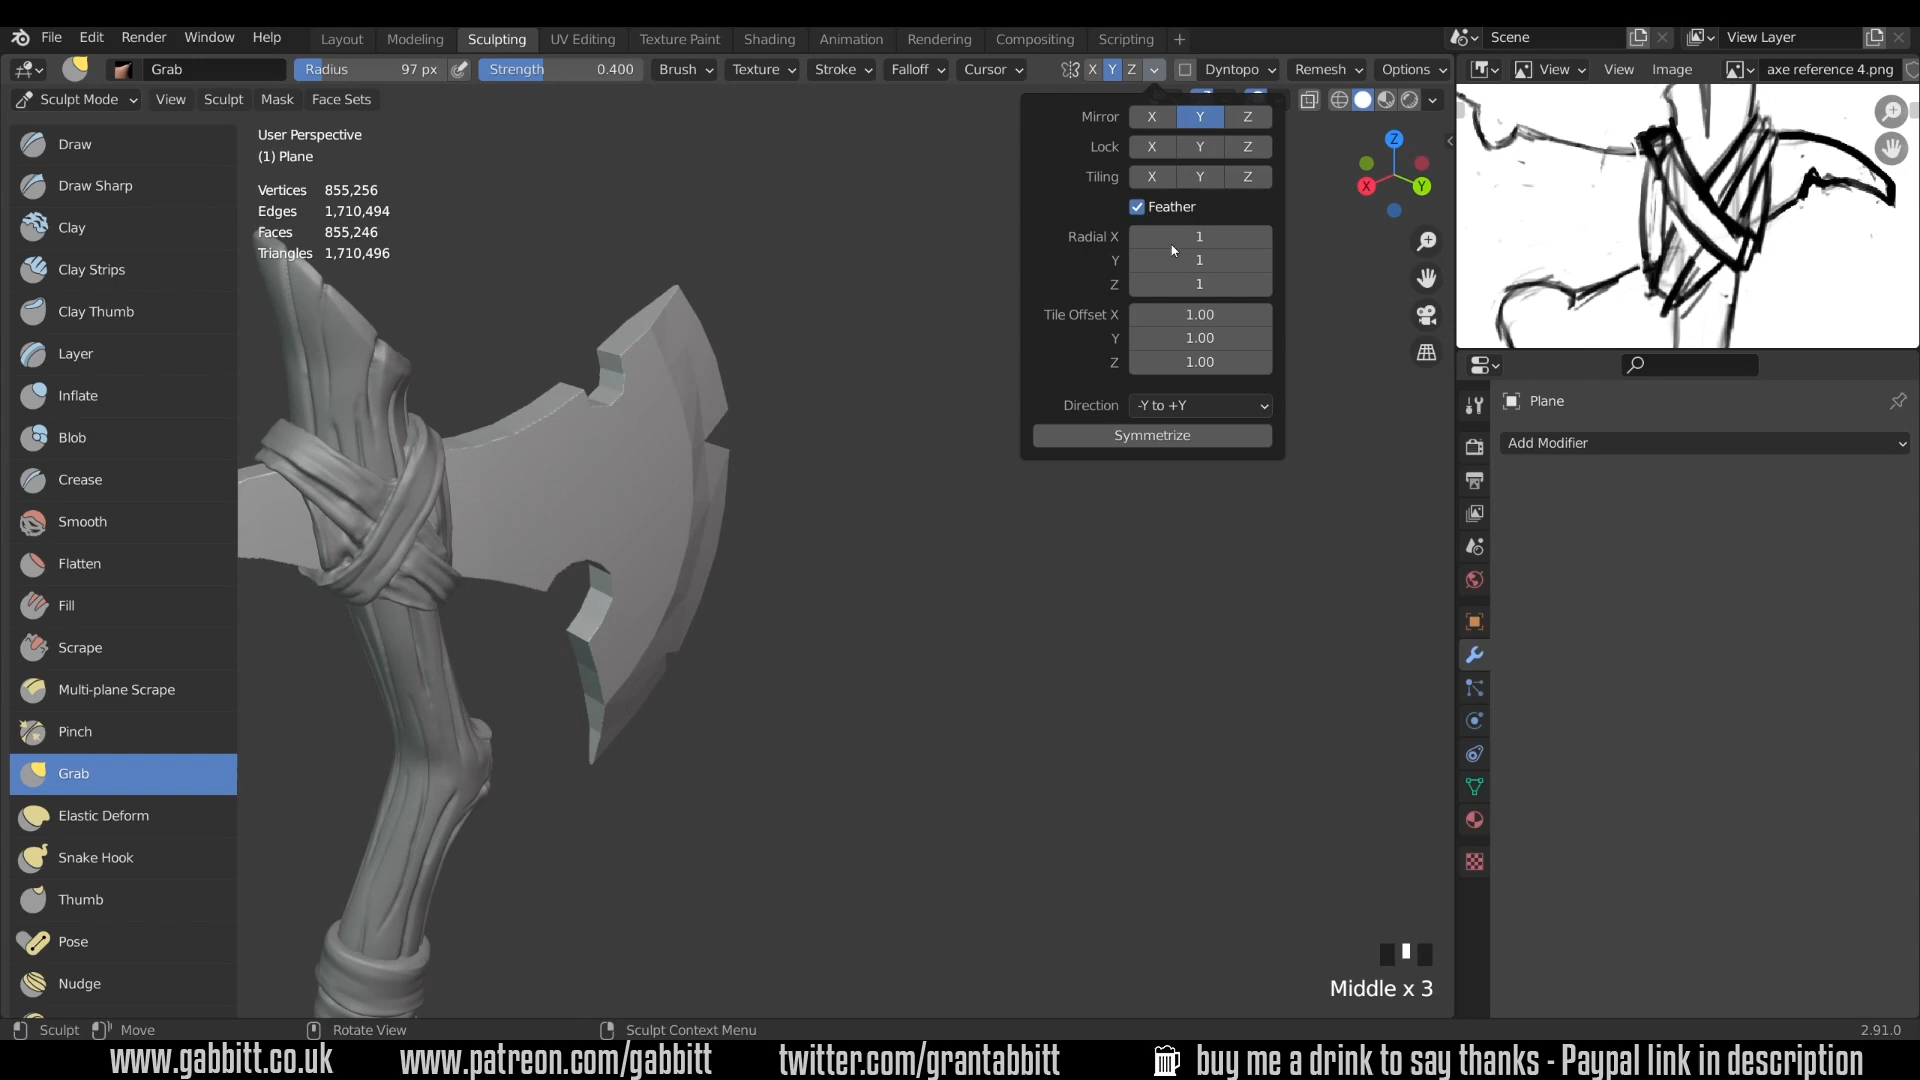 File Edit Render Window Help Layout Modeling Sculpting UV Editing Texture Paint Shading Animation Rendering Compositing Scripting + Scene View Layer
Grab Radius 97 px Strength 0.400 Brush Texture Stroke Falloff Cursor X Y Z Dyntopo Remesh Options View View Image axe reference 4.png
Sculpt Mode View Sculpt Mask Face Sets
Draw
Draw Sharp
Clay
Clay Strips
Clay Thumb
Layer
Inflate
Blob
Crease
Smooth
Flatten
Fill
Scrape
Multi-plane Scrape
Pinch
Grab
Elastic Deform
Snake Hook
Thumb
Pose
Nudge
User Perspective
(1) Plane
Vertices 855,256
Edges 1,710,494
Faces 855,246
Triangles 1,710,496
Mirror X Y Z
Lock X Y Z
Tiling X Y Z
Feather
Radial X 1
Y 1
Z 1
Tile Offset X 1.00
Y 1.00
Z 1.00
Direction -Y to +Y
Symmetrize
Z
X Y
Plane
Add Modifier
Middle x 3
Sculpt Move Rotate View Sculpt Context Menu 2.91.0
www.gabbitt.co.uk www.patreon.com/gabbitt twitter.com/grantabbitt buy me a drink to say thanks - Paypal link in description